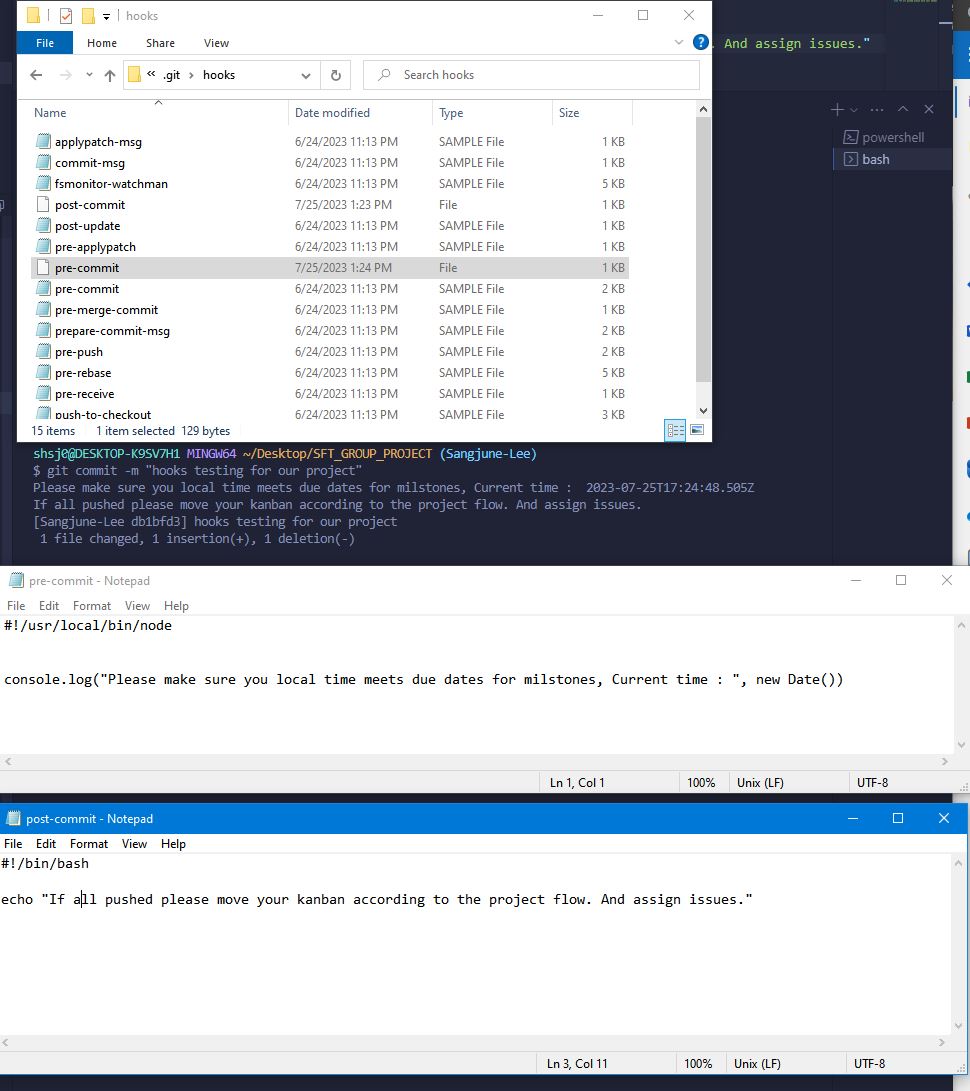 hooks
File Home Share View
And assign issues."
.git hooks
Search hooks
Name Date modified Type Size
applypatch-msg 6/24/2023 11:13 PM SAMPLE File 1 KB
commit-msg 6/24/2023 11:13 PM SAMPLE File 1 KB
fsmonitor-watchman 6/24/2023 11:13 PM SAMPLE File 5 KB
post-commit 7/25/2023 1:23 PM File 1 KB
post-update 6/24/2023 11:13 PM SAMPLE File 1 KB
pre-applypatch 6/24/2023 11:13 PM SAMPLE File 1 KB
pre-commit 7/25/2023 1:24 PM File 1 KB
pre-commit 6/24/2023 11:13 PM SAMPLE File 2 KB
pre-merge-commit 6/24/2023 11:13 PM SAMPLE File 1 KB
prepare-commit-msg 6/24/2023 11:13 PM SAMPLE File 2 KB
pre-push 6/24/2023 11:13 PM SAMPLE File 2 KB
pre-rebase 6/24/2023 11:13 PM SAMPLE File 5 KB
pre-receive 6/24/2023 11:13 PM SAMPLE File 1 KB
push-to-checkout 6/24/2023 11:13 PM SAMPLE File 3 KB
15 items 1 item selected 129 bytes
powershell
bash
shsj0@DESKTOP-K9SV7H1 MINGW64 ~/Desktop/SFT_GROUP_PROJECT (Sangjune-Lee)
$ git commit -m "hooks testing for our project"
Please make sure you local time meets due dates for milstones, Current time :  2023-07-25T17:24:48.505Z
If all pushed please move your kanban according to the project flow. And assign issues.
[Sangjune-Lee db1bfd3] hooks testing for our project
 1 file changed, 1 insertion(+), 1 deletion(-)
pre-commit - Notepad
File Edit Format View Help
#!/usr/local/bin/node
console.log("Please make sure you local time meets due dates for milstones, Current time : ", new Date())
Ln 1, Col 1 100% Unix (LF) UTF-8
post-commit - Notepad
File Edit Format View Help
#!/bin/bash
echo "If all pushed please move your kanban according to the project flow. And assign issues."
Ln 3, Col 11 100% Unix (LF) UTF-8